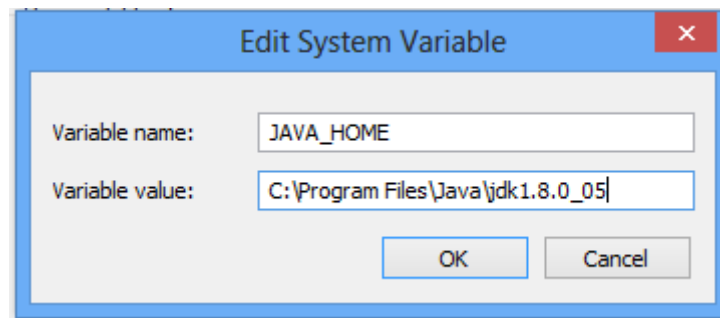 Edit System Variable
Variable name: JAVA_HOME
Variable value: C:\Program Files\Java\jdk1.8.0_05
OK Cancel